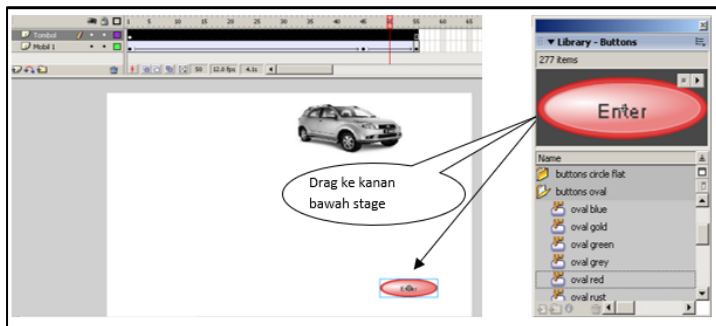 1 5 10 15 20 25 30 35 40 45 50 55 60 65
Tombol
Mobil 1
50 12.0 fps 4.1s
Drag ke kanan
bawah stage
Enter
Library - Buttons
277 items
Enter
Name
buttons circle flat
buttons oval
oval blue
oval gold
oval green
oval grey
oval red
oval rust